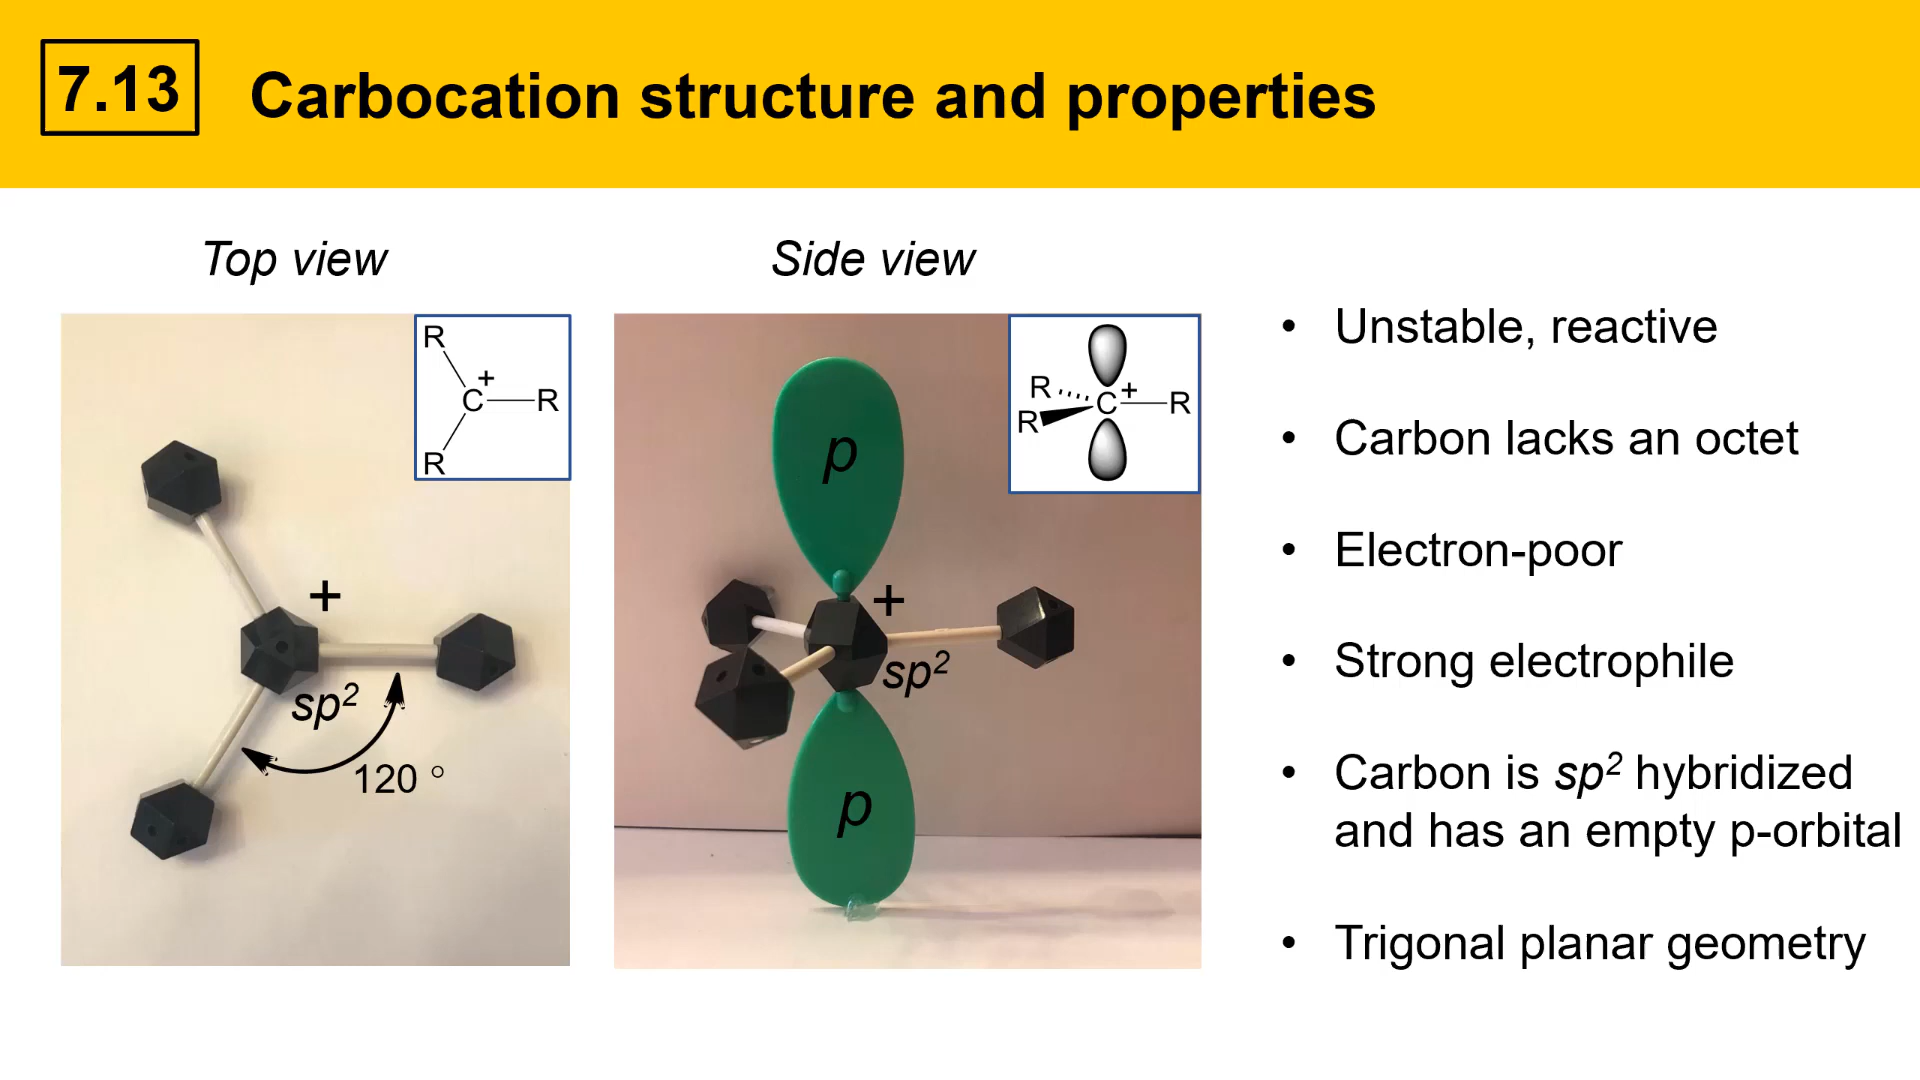 7.13
Carbocation structure and properties
Top view
Side view
R
+
C
R
R
+
sp²
120 °
R
R
C
+
R
p
+
sp²
p
• Unstable, reactive
• Carbon lacks an octet
• Electron-poor
• Strong electrophile
• Carbon is sp² hybridized
and has an empty p-orbital
• Trigonal planar geometry